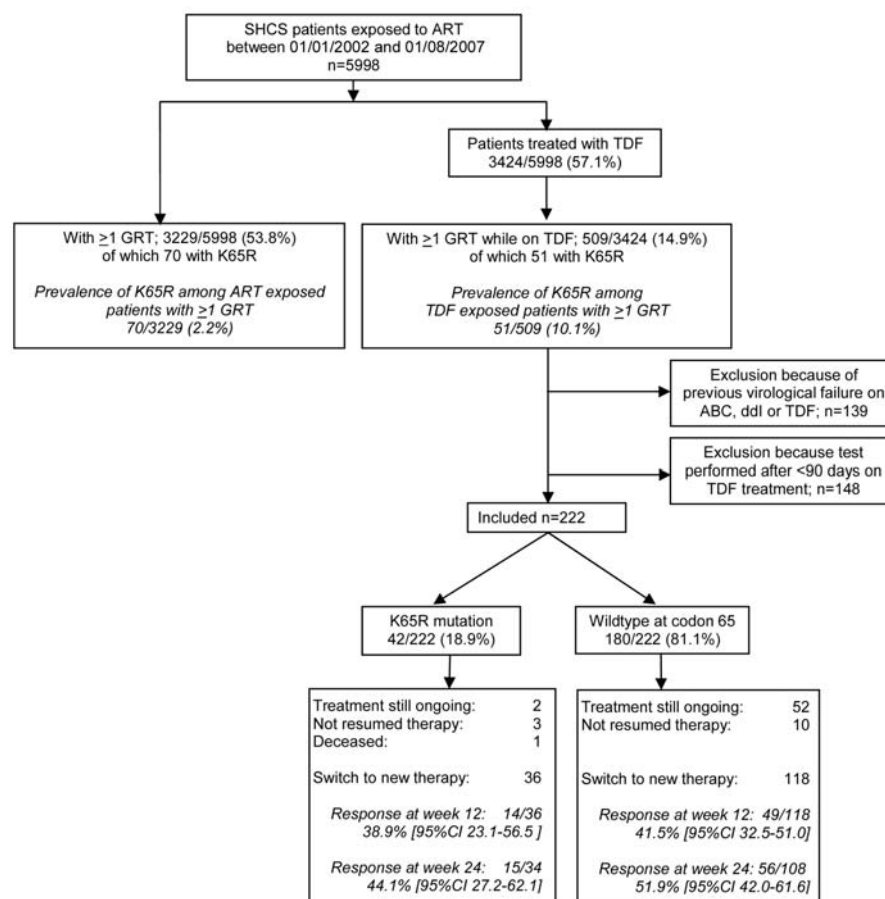 SHCS patients exposed to ART
between 01/01/2002 and 01/08/2007
n=5998
Patients treated with TDF
3424/5998 (57.1%)
With ≥1 GRT; 3229/5998 (53.8%)
of which 70 with K65R
Prevalence of K65R among ART exposed
patients with ≥1 GRT
70/3229 (2.2%)
With ≥1 GRT while on TDF; 509/3424 (14.9%)
of which 51 with K65R
Prevalence of K65R among
TDF exposed patients with ≥1 GRT
51/509 (10.1%)
Exclusion because of
previous virological failure on
ABC, ddI or TDF; n=139
Exclusion because test
performed after <90 days on
TDF treatment; n=148
Included n=222
K65R mutation
42/222 (18.9%)
Wildtype at codon 65
180/222 (81.1%)
Treatment still ongoing: 2
Not resumed therapy: 3
Deceased: 1
Switch to new therapy: 36
Response at week 12: 14/36
38.9% [95%CI 23.1-56.5 ]
Response at week 24: 15/34
44.1% [95%CI 27.2-62.1]
Treatment still ongoing: 52
Not resumed therapy: 10
Switch to new therapy: 118
Response at week 12: 49/118
41.5% [95%CI 32.5-51.0]
Response at week 24: 56/108
51.9% [95%CI 42.0-61.6]